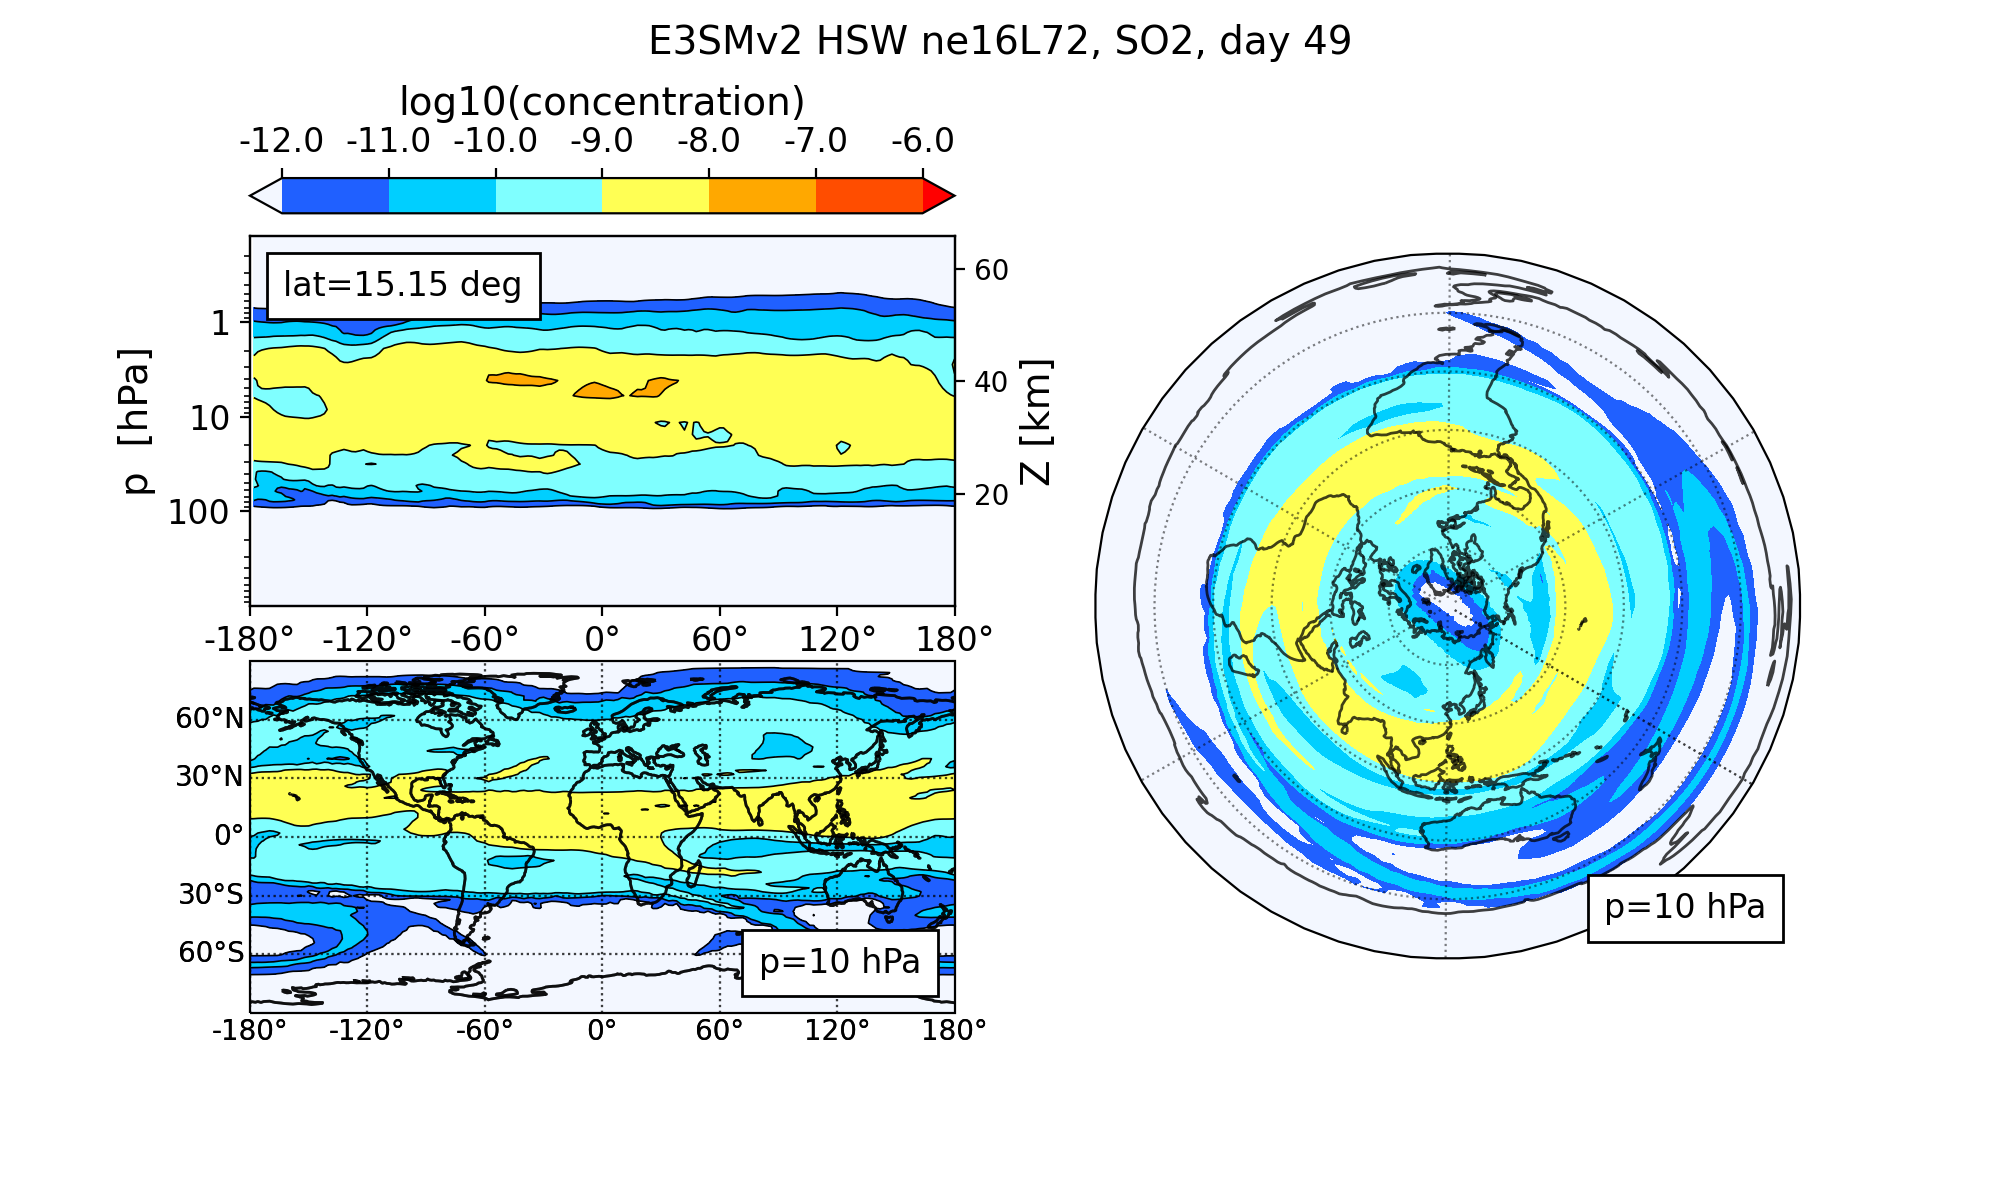 E3SMv2 HSW ne16L72, SO2, day 49
log10(concentration)
-12.0 -11.0 -10.0 -9.0 -8.0 -7.0 -6.0
lat=15.15 deg
p [hPa]
1
10
100
Z [km]
60
40
20
-180° -120° -60° 0° 60° 120° 180°
60°N
30°N
0°
30°S
60°S
p=10 hPa
-180° -120° -60° 0° 60° 120° 180°
p=10 hPa